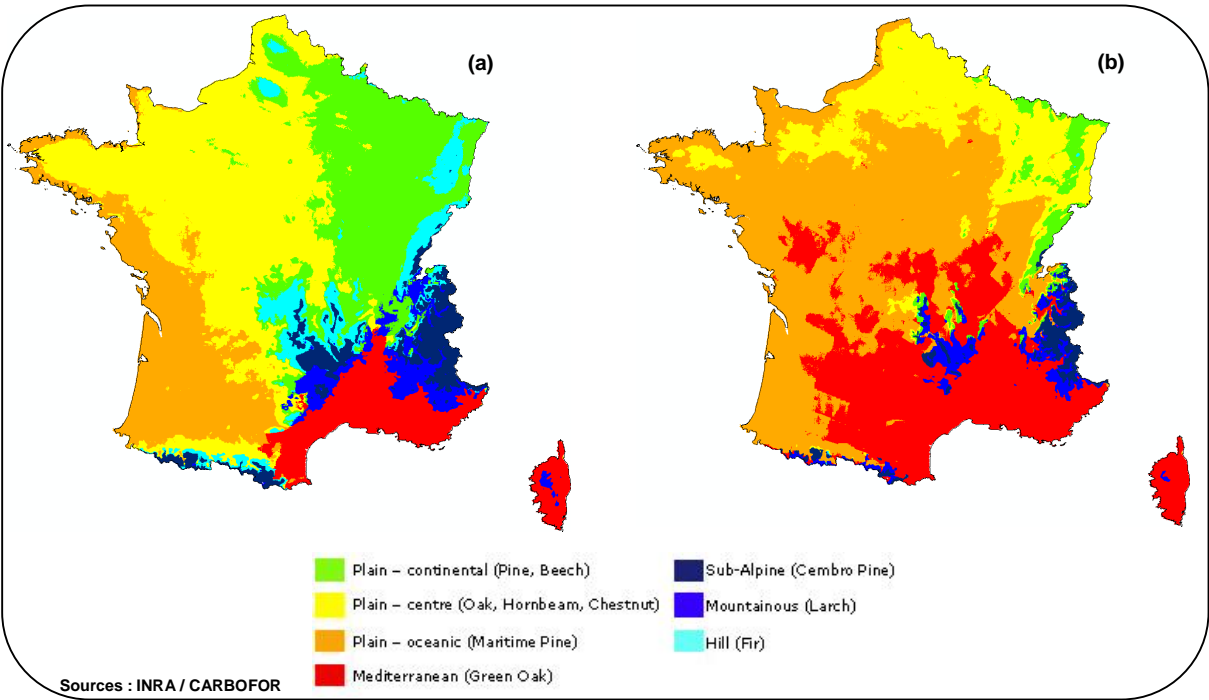 (a)
(b)
Plain – continental (Pine, Beech)
Plain – centre (Oak, Hornbeam, Chestnut)
Plain – oceanic (Maritime Pine)
Mediterranean (Green Oak)
Sub-Alpine (Cembro Pine)
Mountainous (Larch)
Hill (Fir)
Sources : INRA / CARBOFOR